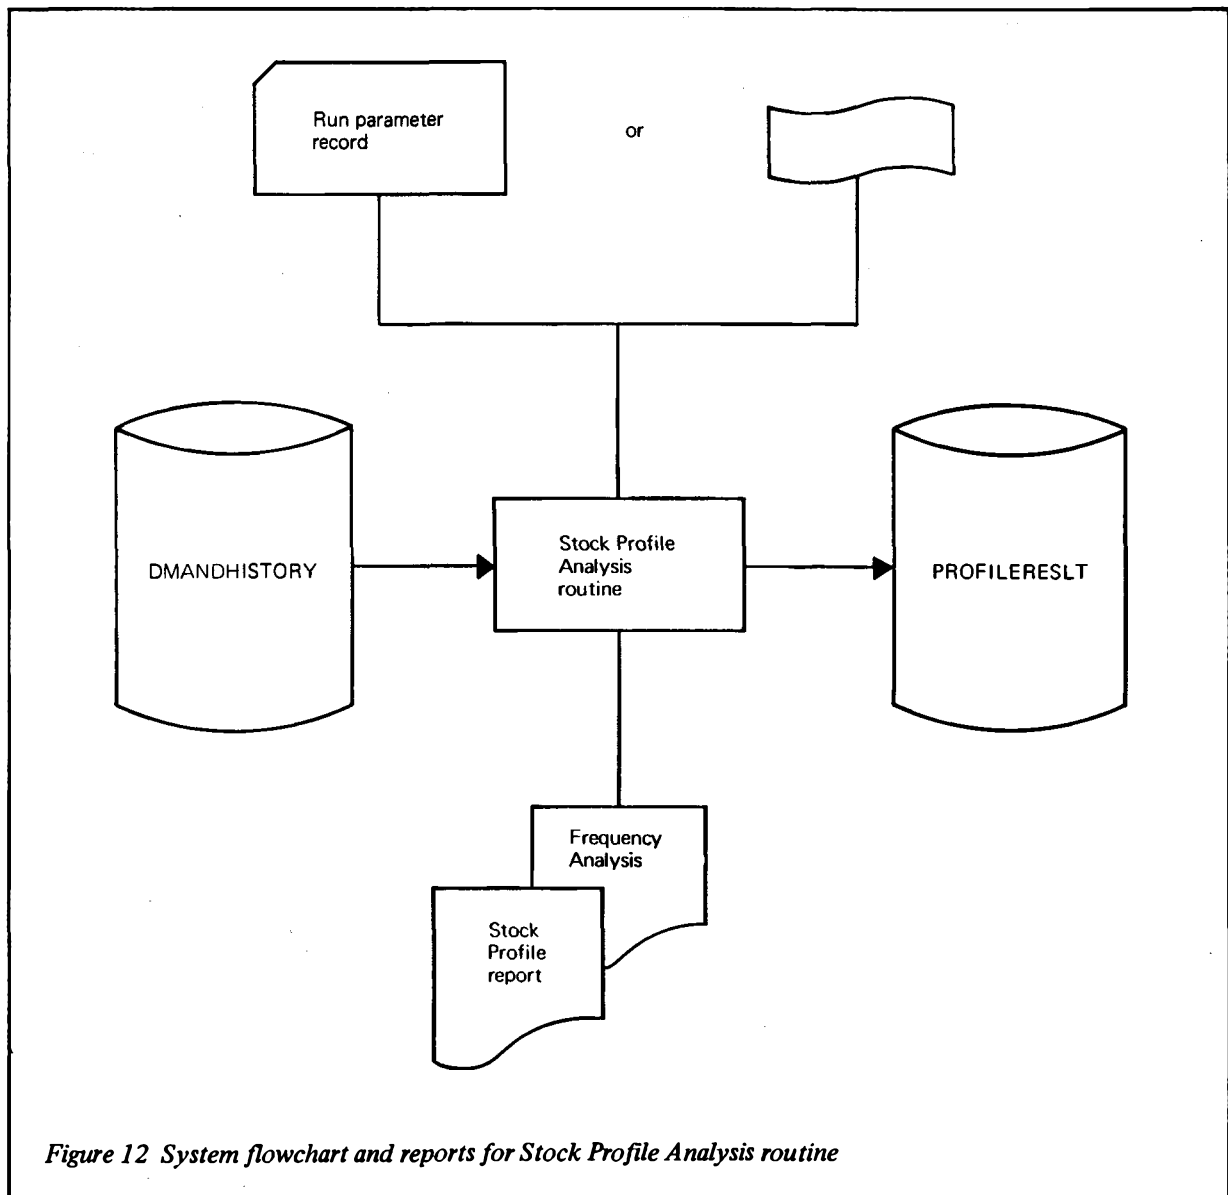 Run parameter
record
or
DMANDHISTORY
Stock Profile
Analysis
routine
PROFILERESLT
Frequency
Analysis
Stock
Profile
report
Figure 12 System flowchart and reports for Stock Profile Analysis routine